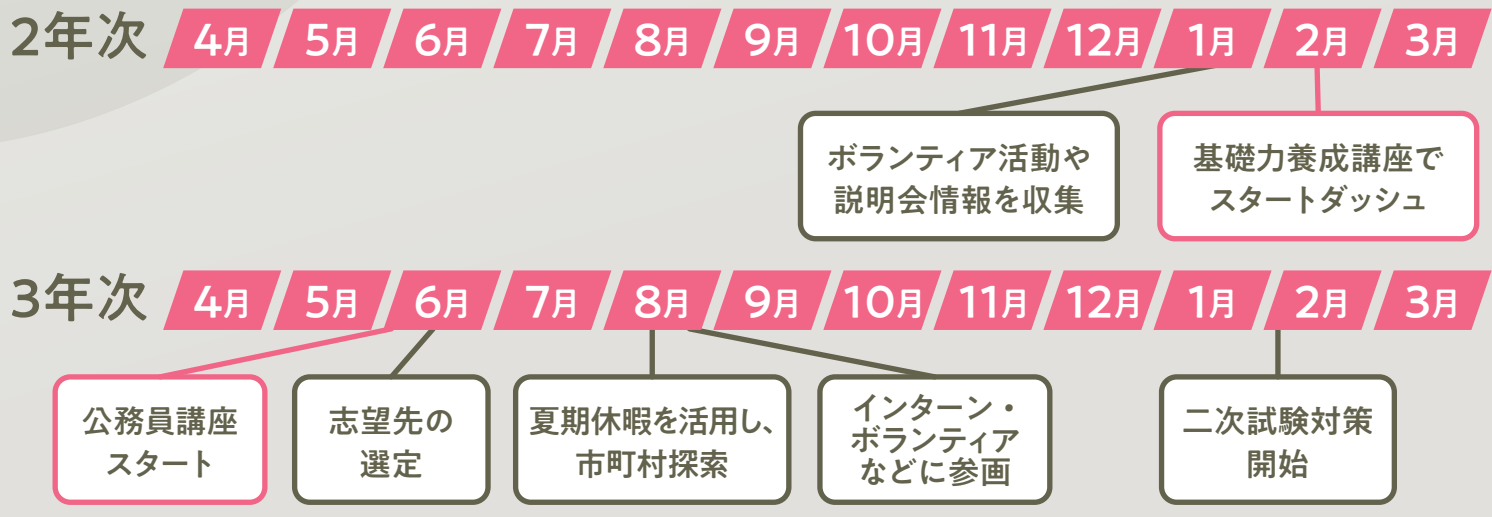 2年次 4月 5月 6月 7月 8月 9月 10月 11月 12月 1月 2月 3月
ボランティア活動や
説明会情報を収集
基礎力養成講座で
スタートダッシュ
3年次 4月 5月 6月 7月 8月 9月 10月 11月 12月 1月 2月 3月
公務員講座
スタート
志望先の
選定
夏期休暇を活用し、
市町村探索
インターン・
ボランティア
などに参画
二次試験対策
開始